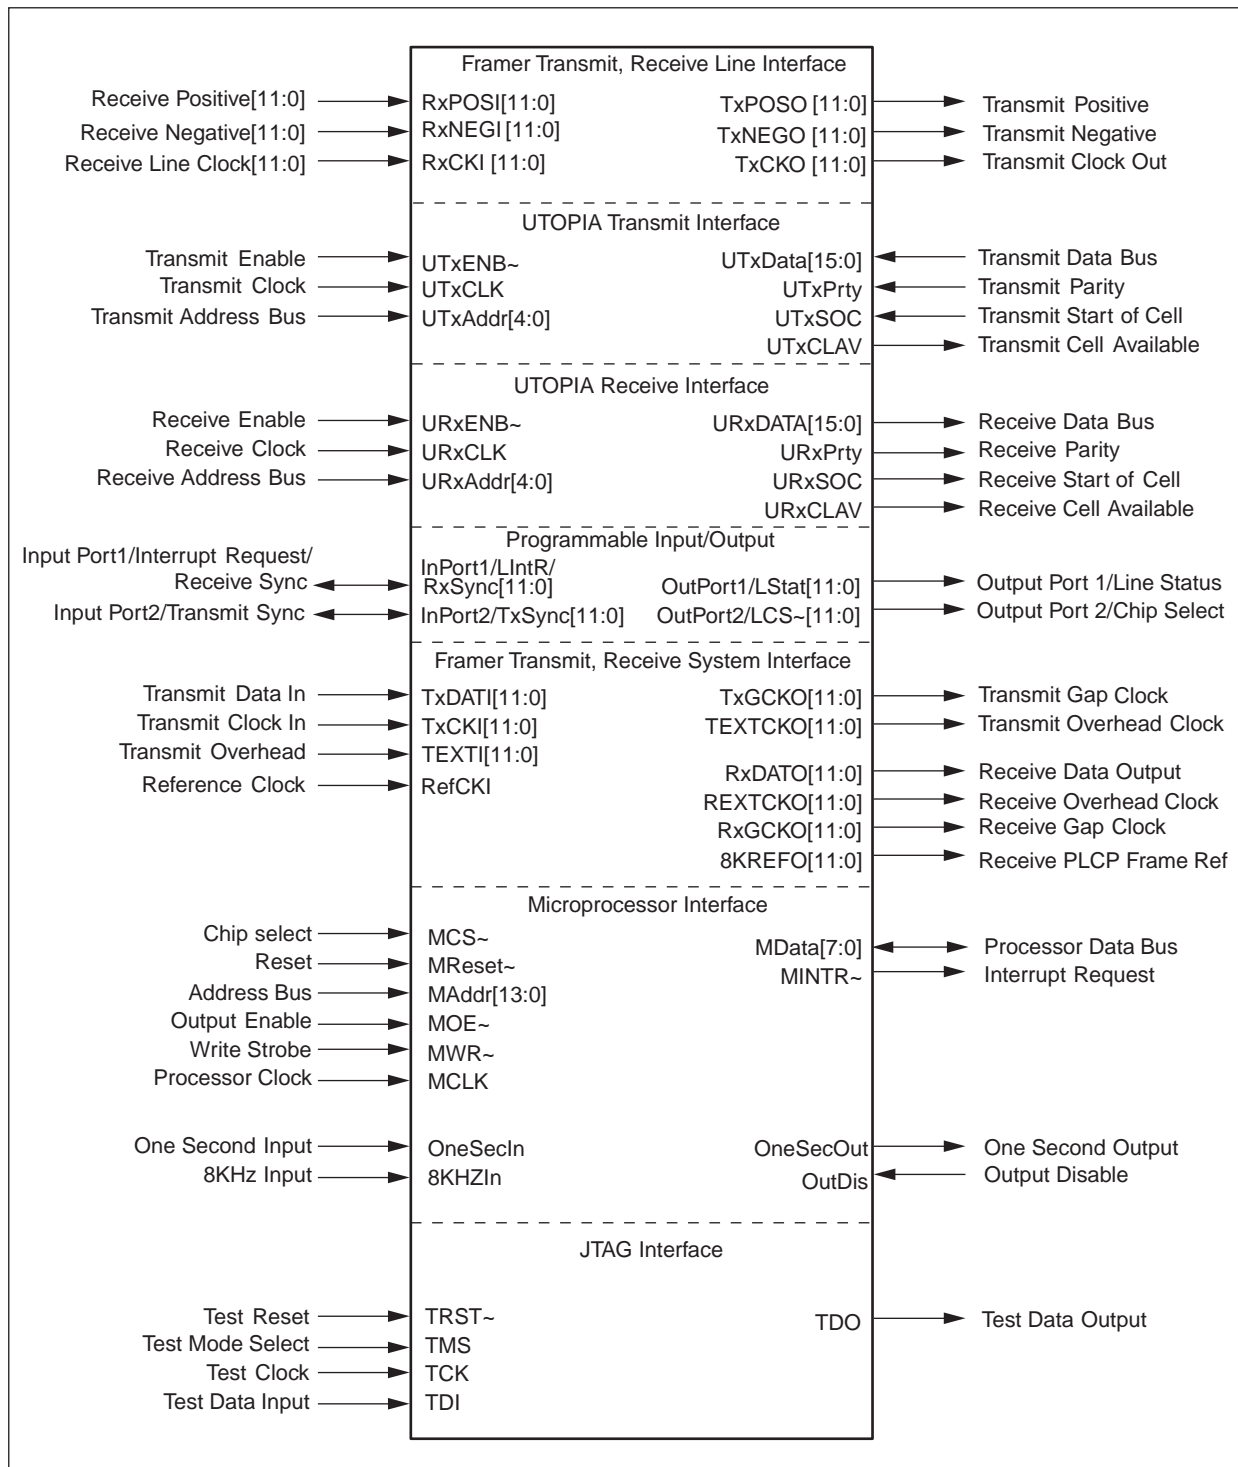 Framer Transmit, Receive Line Interface
Receive Positive[11:0] RxPOSI[11:0] TxPOSO [11:0] Transmit Positive
Receive Negative[11:0] RxNEGI [11:0] TxNEGO [11:0] Transmit Negative
Receive Line Clock[11:0] RxCKI [11:0] TxCKO [11:0] Transmit Clock Out
UTOPIA Transmit Interface
Transmit Enable UTxENB~ UTxData[15:0] Transmit Data Bus
Transmit Clock UTxCLK UTxPrty Transmit Parity
Transmit Address Bus UTxAddr[4:0] UTxSOC Transmit Start of Cell
UTxCLAV Transmit Cell Available
UTOPIA Receive Interface
Receive Enable URxENB~ URxDATA[15:0] Receive Data Bus
Receive Clock URxCLK URxPrty Receive Parity
Receive Address Bus URxAddr[4:0] URxSOC Receive Start of Cell
URxCLAV Receive Cell Available
Programmable Input/Output
Input Port1/Interrupt Request/ InPort1/LIntR/
Receive Sync RxSync[11:0] OutPort1/LStat[11:0] Output Port 1/Line Status
Input Port2/Transmit Sync InPort2/TxSync[11:0] OutPort2/LCS~[11:0] Output Port 2/Chip Select
Framer Transmit, Receive System Interface
Transmit Data In TxDATI[11:0] TxGCKO[11:0] Transmit Gap Clock
Transmit Clock In TxCKI[11:0] TEXTCKO[11:0] Transmit Overhead Clock
Transmit Overhead TEXTI[11:0]
RxDATO[11:0] Receive Data Output
Reference Clock RefCKI
REXTCKO[11:0] Receive Overhead Clock
RxGCKO[11:0] Receive Gap Clock
8KREFO[11:0] Receive PLCP Frame Ref
Microprocessor Interface
Chip select MCS~ MData[7:0] Processor Data Bus
Reset MReset~ MINTR~ Interrupt Request
Address Bus MAddr[13:0]
Output Enable MOE~
Write Strobe MWR~
Processor Clock MCLK
One Second Input OneSecIn OneSecOut One Second Output
8KHz Input 8KHZIn OutDis Output Disable
JTAG Interface
Test Reset TRST~ TDO Test Data Output
Test Mode Select TMS
Test Clock TCK
Test Data Input TDI